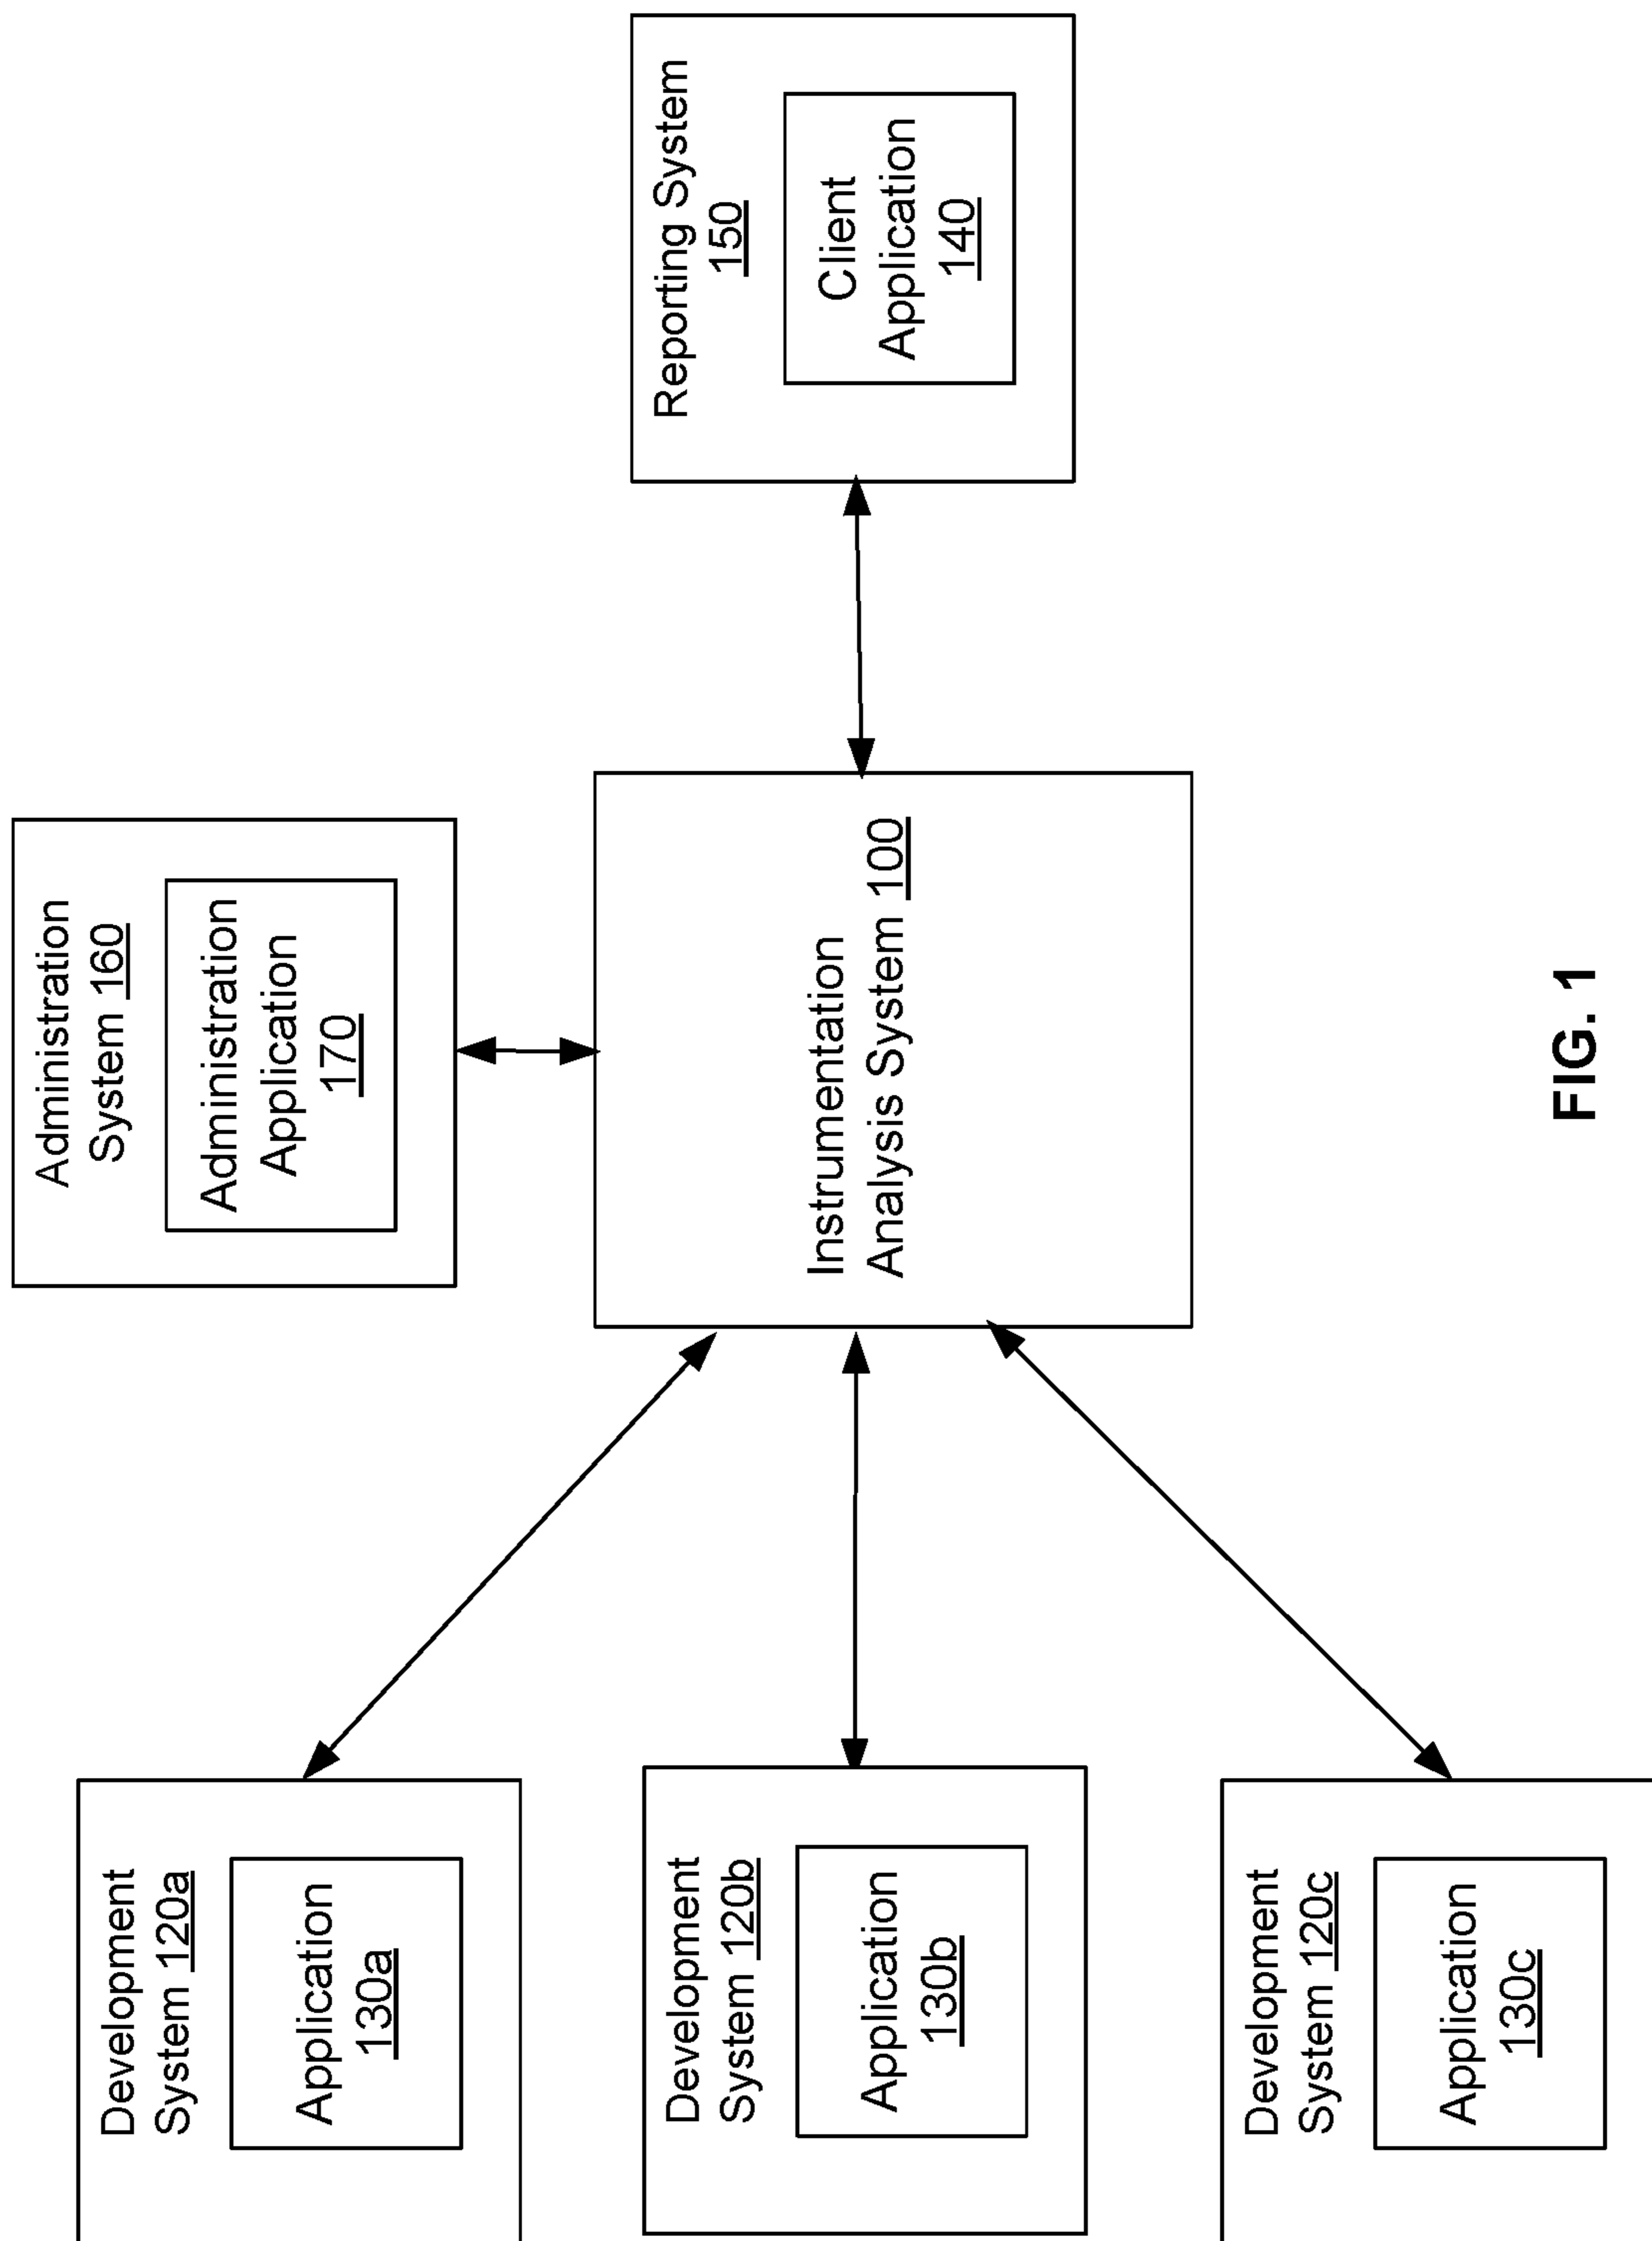 Administration
System 160
Administration
Application
170
Development
System 120a
Application
130a
Development
System 120b
Application
130b
Development
System 120c
Application
130c
Instrumentation
Analysis System 100
Reporting System
150
Client
Application
140
FIG. 1